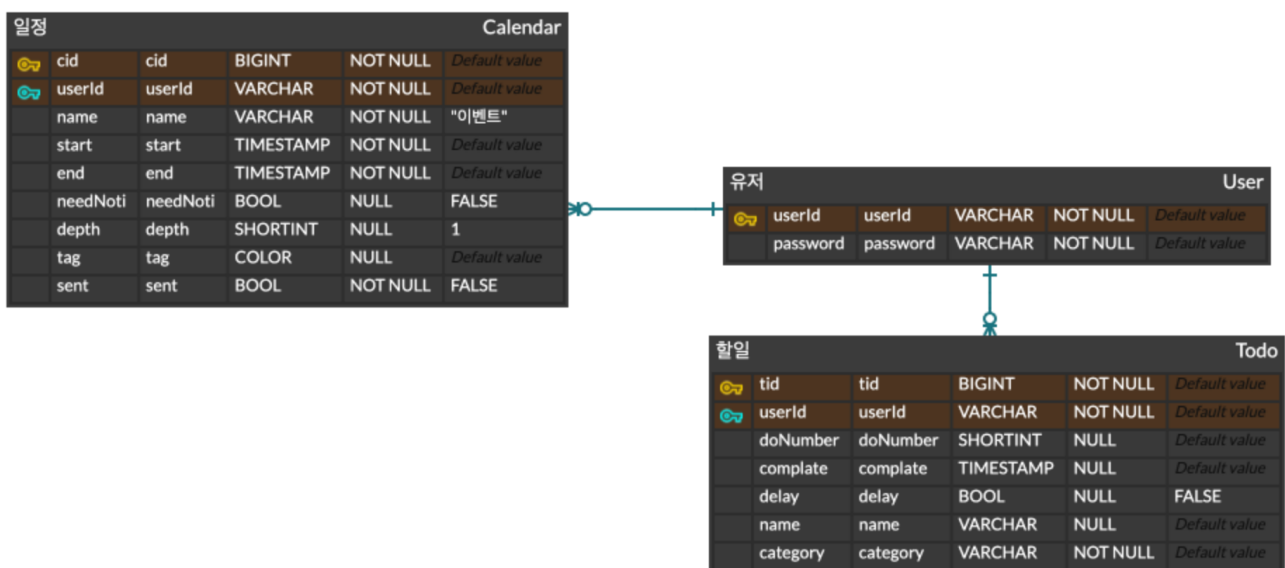 일정 Calendar
cid cid BIGINT NOT NULL Default value
userId userId VARCHAR NOT NULL Default value
name name VARCHAR NOT NULL "이벤트"
start start TIMESTAMP NOT NULL Default value
end end TIMESTAMP NOT NULL Default value
needNoti needNoti BOOL NULL FALSE
depth depth SHORTINT NULL 1
tag tag COLOR NULL Default value
sent sent BOOL NOT NULL FALSE
유저 User
userId userId VARCHAR NOT NULL Default value
password password VARCHAR NOT NULL Default value
할일 Todo
tid tid BIGINT NOT NULL Default value
userId userId VARCHAR NOT NULL Default value
doNumber doNumber SHORTINT NULL Default value
complate complate TIMESTAMP NULL Default value
delay delay BOOL NULL FALSE
name name VARCHAR NULL Default value
category category VARCHAR NOT NULL Default value